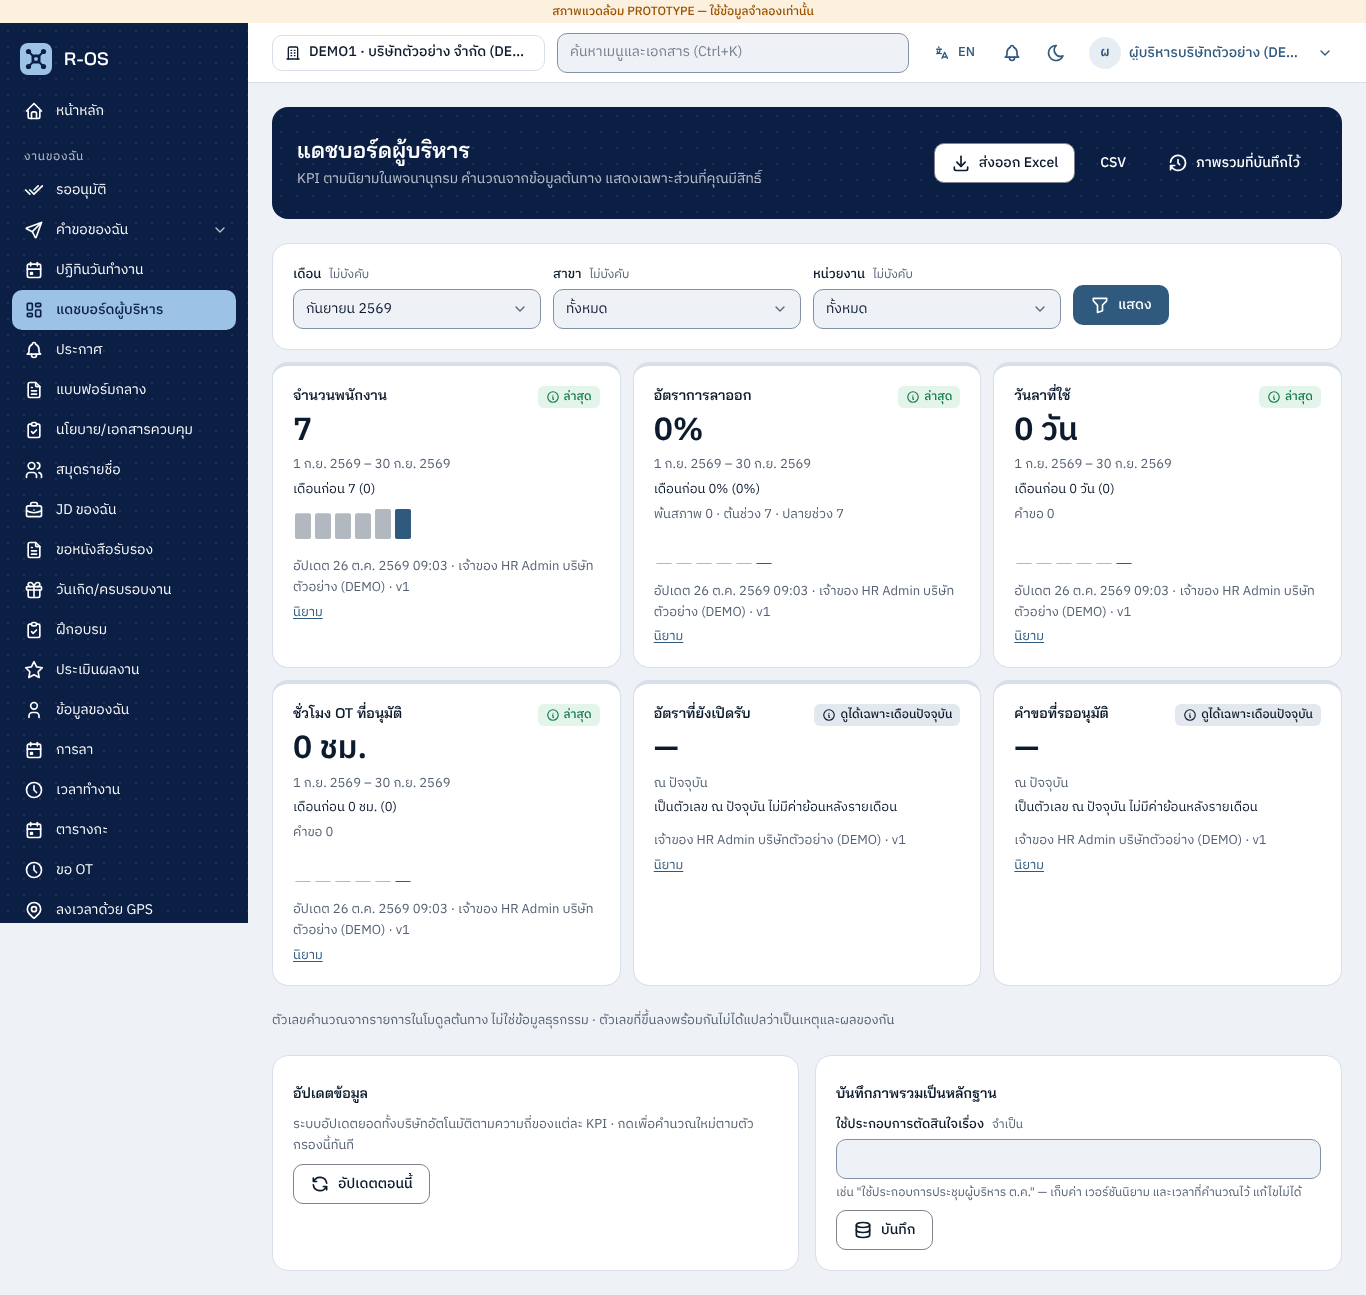 สภาพแวดล้อม PROTOTYPE — ใช้ข้อมูลจำลองเท่านั้น
R-OS
DEMO1 · บริษัทตัวอย่าง จำกัด (DE...
ค้นหาเมนูและเอกสาร (Ctrl+K)
EN
ผ
ผู้บริหารบริษัทตัวอย่าง (DE...
หน้าหลัก
งานของฉัน
รออนุมัติ
คำขอของฉัน
ปฏิทินวันทำงาน
แดชบอร์ดผู้บริหาร
ประกาศ
แบบฟอร์มกลาง
นโยบาย/เอกสารควบคุม
สมุดรายชื่อ
JD ของฉัน
ขอหนังสือรับรอง
วันเกิด/ครบรอบงาน
ฝึกอบรม
ประเมินผลงาน
ข้อมูลของฉัน
การลา
เวลาทำงาน
ตารางกะ
ขอ OT
ลงเวลาด้วย GPS
แดชบอร์ดผู้บริหาร
KPI ตามนิยามในพจนานุกรม คำนวณจากข้อมูลต้นทาง แสดงเฉพาะส่วนที่คุณมีสิทธิ์
ส่งออก Excel
CSV
ภาพรวมที่บันทึกไว้
เดือน ไม่บังคับ
กันยายน 2569
สาขา ไม่บังคับ
ทั้งหมด
หน่วยงาน ไม่บังคับ
ทั้งหมด
แสดง
จำนวนพนักงาน
ล่าสุด
7
1 ก.ย. 2569 – 30 ก.ย. 2569
เดือนก่อน 7 (0)
อัปเดต 26 ต.ค. 2569 09:03 · เจ้าของ HR Admin บริษัท
ตัวอย่าง (DEMO) · v1
นิยาม
อัตราการลาออก
ล่าสุด
0%
1 ก.ย. 2569 – 30 ก.ย. 2569
เดือนก่อน 0% (0%)
พ้นสภาพ 0 · ต้นช่วง 7 · ปลายช่วง 7
อัปเดต 26 ต.ค. 2569 09:03 · เจ้าของ HR Admin บริษัท
ตัวอย่าง (DEMO) · v1
นิยาม
วันลาที่ใช้
ล่าสุด
0 วัน
1 ก.ย. 2569 – 30 ก.ย. 2569
เดือนก่อน 0 วัน (0)
คำขอ 0
อัปเดต 26 ต.ค. 2569 09:03 · เจ้าของ HR Admin บริษัท
ตัวอย่าง (DEMO) · v1
นิยาม
ชั่วโมง OT ที่อนุมัติ
ล่าสุด
0 ชม.
1 ก.ย. 2569 – 30 ก.ย. 2569
เดือนก่อน 0 ชม. (0)
คำขอ 0
อัปเดต 26 ต.ค. 2569 09:03 · เจ้าของ HR Admin บริษัท
ตัวอย่าง (DEMO) · v1
นิยาม
อัตราที่ยังเปิดรับ
ดูได้เฉพาะเดือนปัจจุบัน
—
ณ ปัจจุบัน
เป็นตัวเลข ณ ปัจจุบัน ไม่มีค่าย้อนหลังรายเดือน
เจ้าของ HR Admin บริษัทตัวอย่าง (DEMO) · v1
นิยาม
คำขอที่รออนุมัติ
ดูได้เฉพาะเดือนปัจจุบัน
—
ณ ปัจจุบัน
เป็นตัวเลข ณ ปัจจุบัน ไม่มีค่าย้อนหลังรายเดือน
เจ้าของ HR Admin บริษัทตัวอย่าง (DEMO) · v1
นิยาม
ตัวเลขคำนวณจากรายการในโมดูลต้นทาง ไม่ใช่ข้อมูลธุรกรรม · ตัวเลขที่ขึ้นลงพร้อมกันไม่ได้แปลว่าเป็นเหตุและผลของกัน
อัปเดตข้อมูล
ระบบอัปเดตยอดทั้งบริษัทอัตโนมัติตามความถี่ของแต่ละ KPI · กดเพื่อคำนวณใหม่ตามตัว
กรองนี้ทันที
อัปเดตตอนนี้
บันทึกภาพรวมเป็นหลักฐาน
ใช้ประกอบการตัดสินใจเรื่อง จำเป็น
เช่น "ใช้ประกอบการประชุมผู้บริหาร ต.ค." — เก็บค่า เวอร์ชันนิยาม และเวลาที่คำนวณไว้ แก้ไขไม่ได้
บันทึก